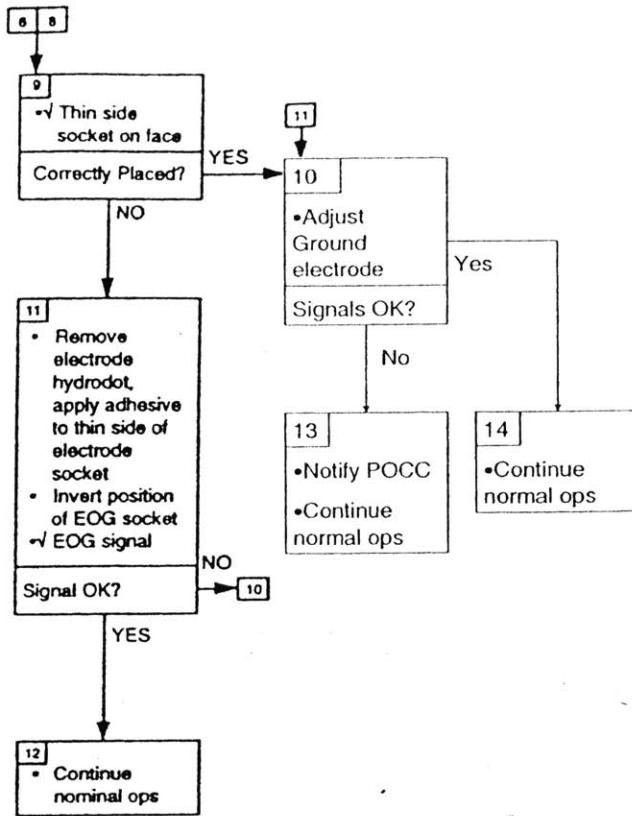 6 8
9
•√ Thin side
socket on face
Correctly Placed?
YES
NO
11
10
•Adjust
Ground
electrode
Signals OK?
Yes
No
11
• Remove
electrode
hydrodot,
apply adhesive
to thin side of
electrode
socket
• Invert position
of EOG socket
•√ EOG signal
Signal OK?
NO
10
YES
13
•Notify POCC
•Continue
normal ops
14
•Continue
normal ops
12
• Continue
nominal ops